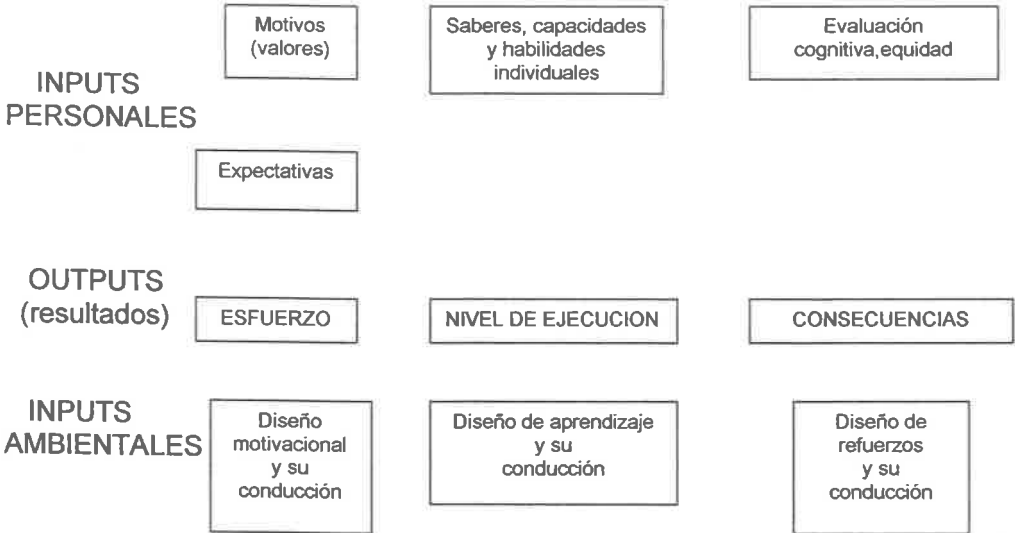 INPUTS
PERSONALES
Motivos
(valores)
Saberes, capacidades
y habilidades
individuales
Evaluación
cognitiva,equidad
Expectativas
OUTPUTS
(resultados)
ESFUERZO
NIVEL DE EJECUCION
CONSECUENCIAS
INPUTS
AMBIENTALES
Diseño
motivacional
y su
conducción
Diseño de aprendizaje
y su
conducción
Diseño de
refuerzos
y su
conducción